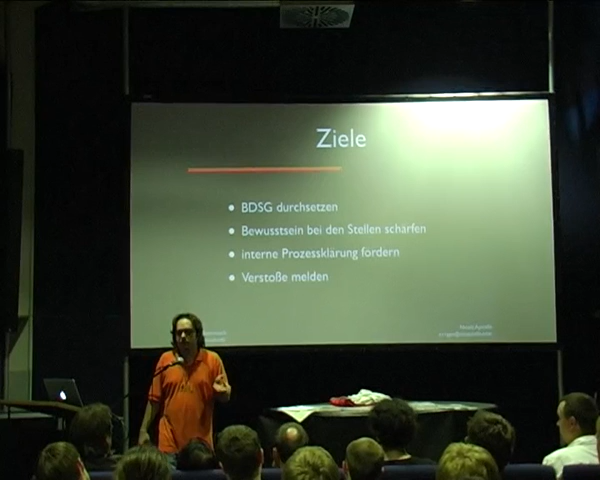 Ziele
BDSG durchsetzen
Bewusstsein bei den Stellen schärfen
interne Prozessklärung fordern
Verstoße melden